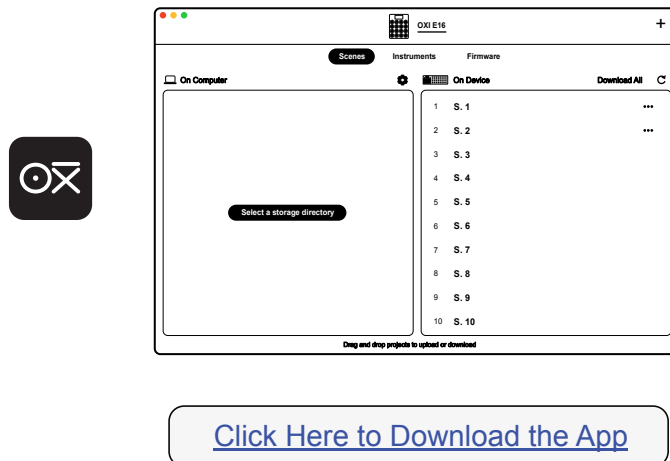 OXI E16 +
Scenes Instruments Firmware
On Computer
On Device Download All
Select a storage directory
1 S. 1 •••
2 S. 2 •••
3 S. 3
4 S. 4
5 S. 5
6 S. 6
7 S. 7
8 S. 8
9 S. 9
10 S. 10
Drag and drop projects to upload or download
Click Here to Download the App